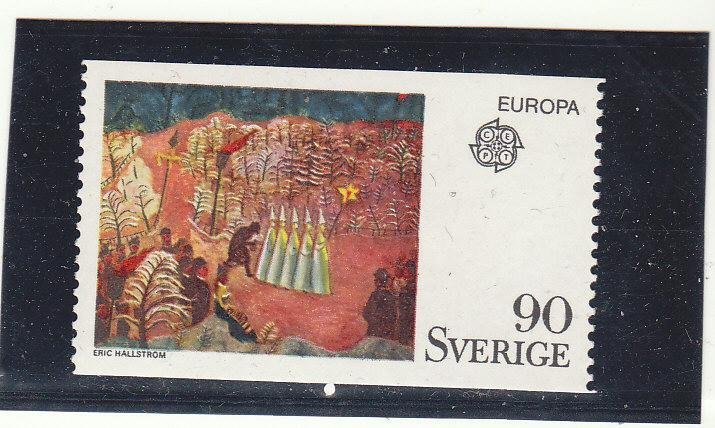 EUROPA
CEPT
90
SVERIGE
ERIC HALLSTRÖM